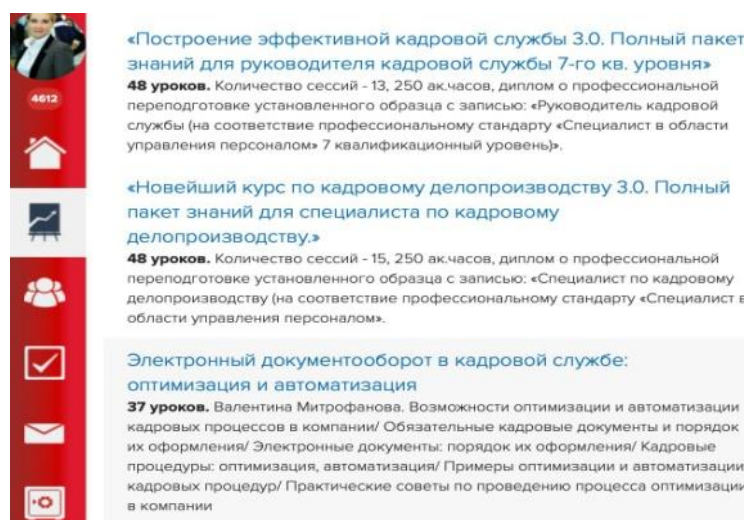 4612
«Построение эффективной кадровой службы 3.0. Полный пакет
знаний для руководителя кадровой службы 7-го кв. уровня»
48 уроков. Количество сессий - 13, 250 ак.часов, диплом о профессиональной
переподготовке установленного образца с записью: «Руководитель кадровой
службы (на соответствие профессиональному стандарту «Специалист в области
управления персоналом» 7 квалификационный уровень)».
«Новейший курс по кадровому делопроизводству 3.0. Полный
пакет знаний для специалиста по кадровому
делопроизводству.»
48 уроков. Количество сессий - 15, 250 ак.часов, диплом о профессиональной
переподготовке установленного образца с записью: «Специалист по кадровому
делопроизводству (на соответствие профессиональному стандарту «Специалист в
области управления персоналом».
Электронный документооборот в кадровой службе:
оптимизация и автоматизация
37 уроков. Валентина Митрофанова. Возможности оптимизации и автоматизации
кадровых процессов в компании/ Обязательные кадровые документы и порядок
их оформления/ Электронные документы: порядок их оформления/ Кадровые
процедуры: оптимизация, автоматизация/ Примеры оптимизации и автоматизации
кадровых процедур/ Практические советы по проведению процесса оптимизации
в компании